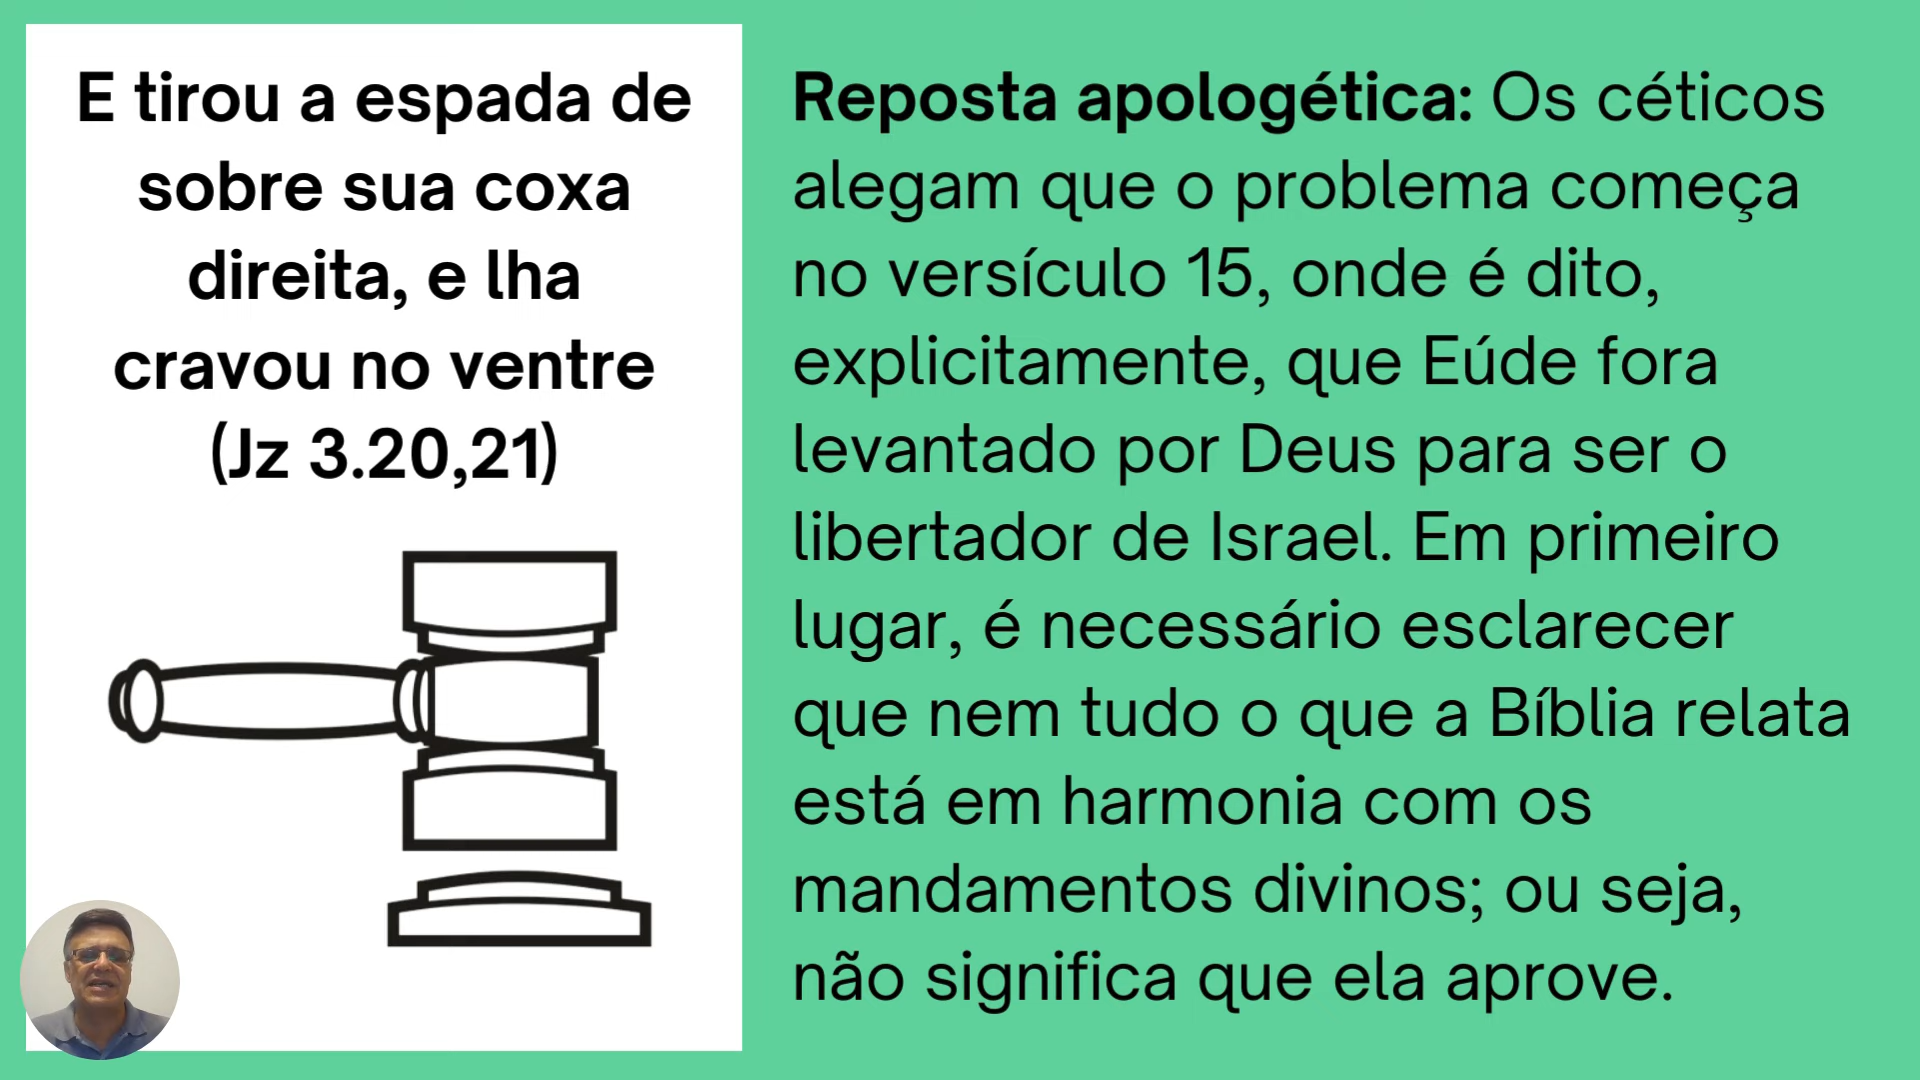 E tirou a espada de
sobre sua coxa
direita, e lha
cravou no ventre
(Jz 3.20,21)
Reposta apologética: Os céticos
alegam que o problema começa
no versículo 15, onde é dito,
explicitamente, que Eúde fora
levantado por Deus para ser o
libertador de Israel. Em primeiro
lugar, é necessário esclarecer
que nem tudo o que a Bíblia relata
está em harmonia com os
mandamentos divinos; ou seja,
não significa que ela aprove.